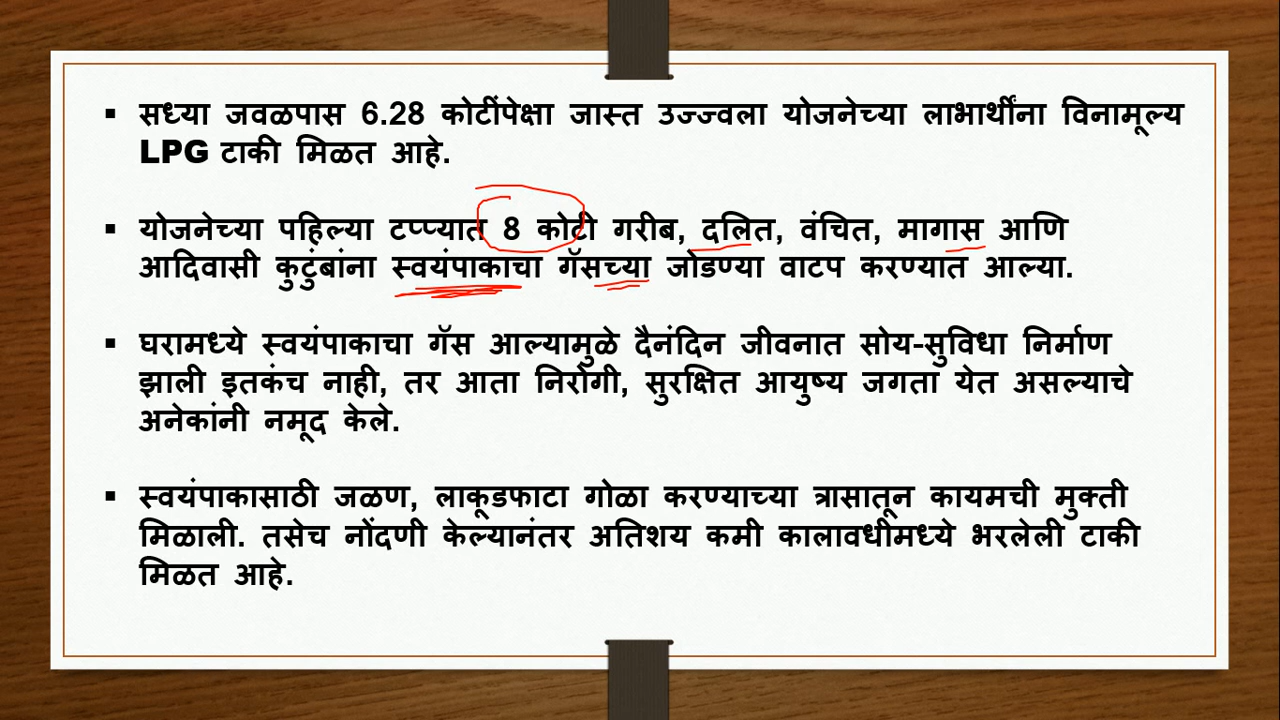 ▪ सध्या जवळपास 6.28 कोटींपेक्षा जास्त उज्ज्वला योजनेच्या लाभार्थींना विनामूल्य
LPG टाकी मिळत आहे.
▪ योजनेच्या पहिल्या टप्प्यात 8 कोटी गरीब, दलित, वंचित, मागास आणि
आदिवासी कुटुंबांना स्वयंपाकाचा गॅसच्या जोडण्या वाटप करण्यात आल्या.
▪ घरामध्ये स्वयंपाकाचा गॅस आल्यामुळे दैनंदिन जीवनात सोय-सुविधा निर्माण
झाली इतकंच नाही, तर आता निरोगी, सुरक्षित आयुष्य जगता येत असल्याचे
अनेकांनी नमूद केले.
▪ स्वयंपाकासाठी जळण, लाकूडफाटा गोळा करण्याच्या त्रासातून कायमची मुक्ती
मिळाली. तसेच नोंदणी केल्यानंतर अतिशय कमी कालावधीमध्ये भरलेली टाकी
मिळत आहे.